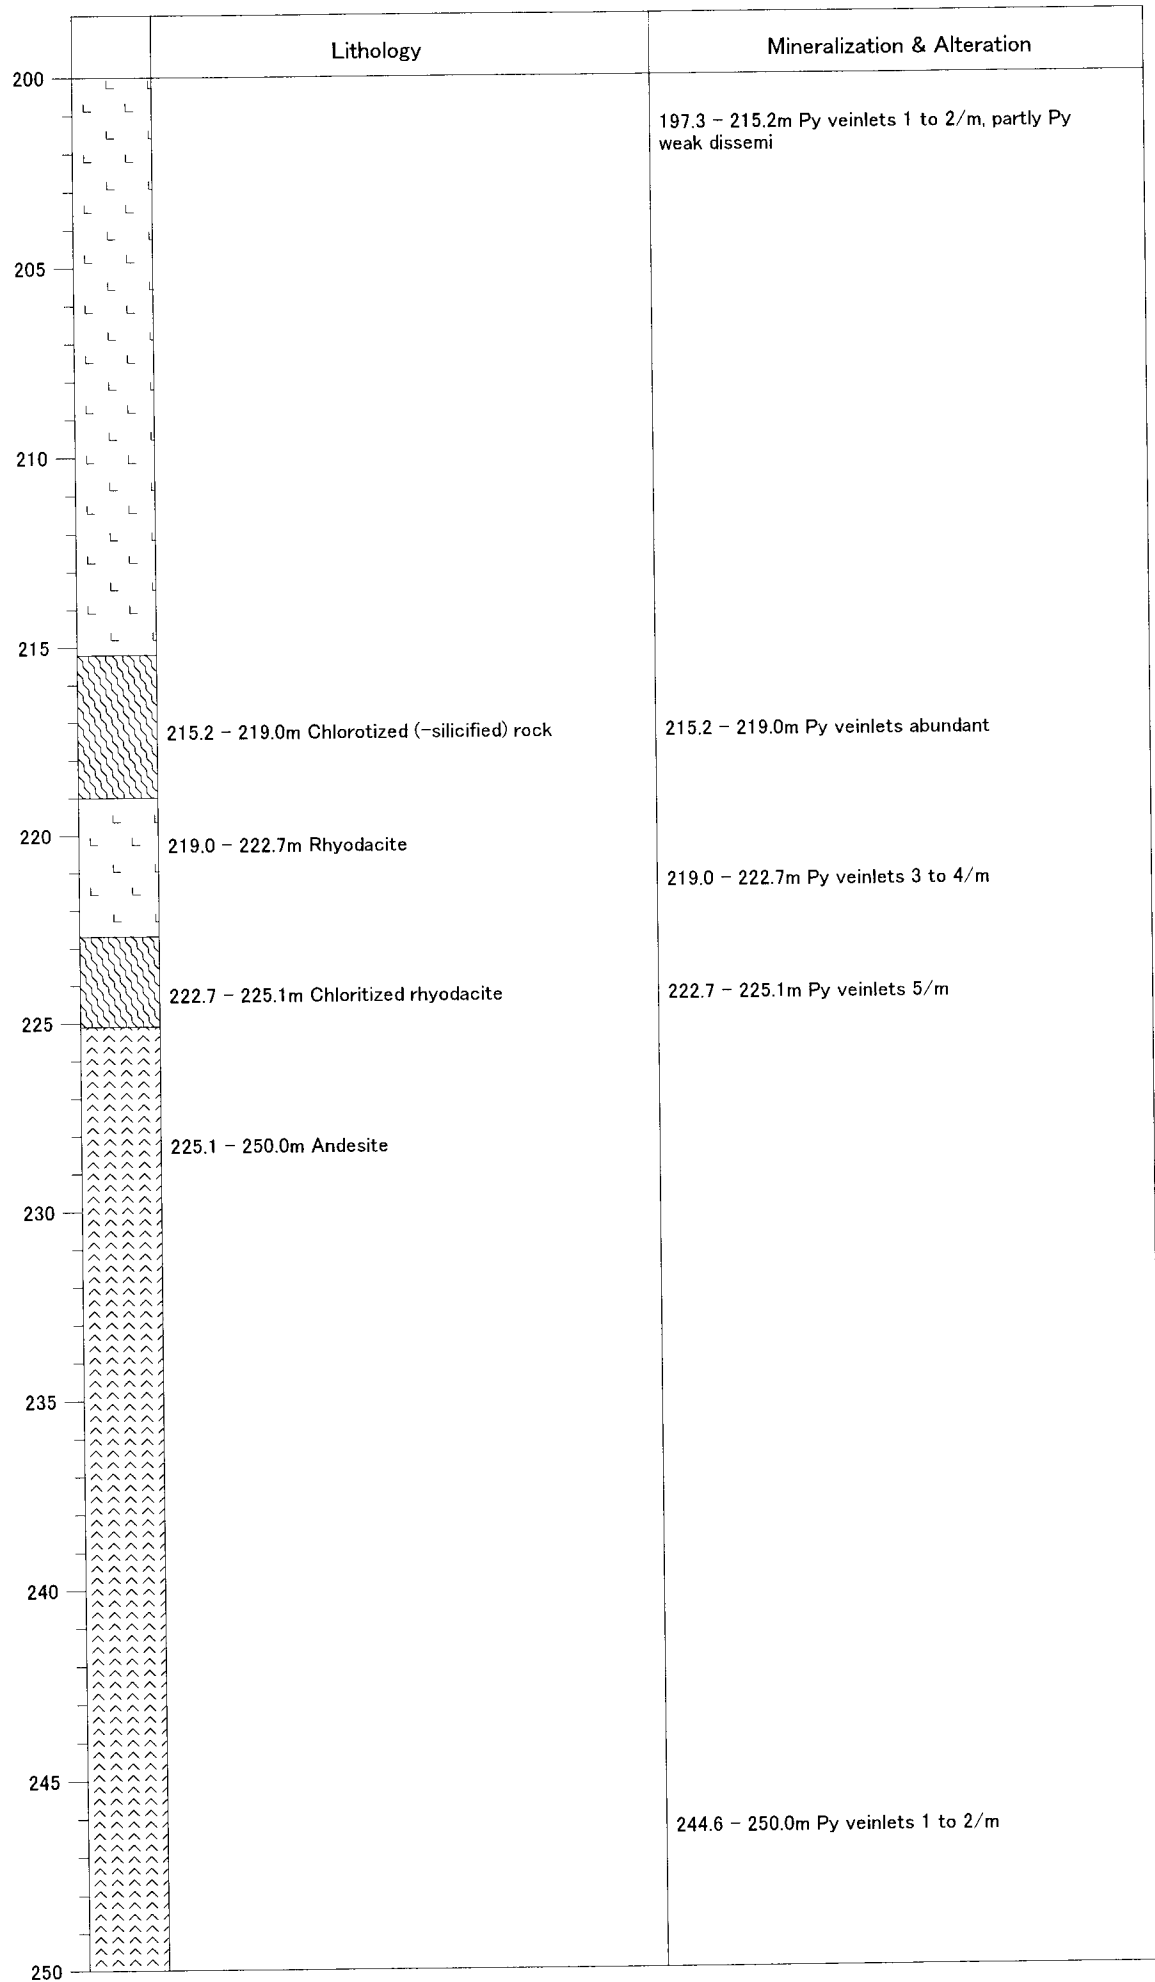 Lithology
Mineralization & Alteration
200
197.3 - 215.2m Py veinlets 1 to 2/m, partly Py
weak dissemi
205
210
215
215.2 - 219.0m Chlorotized (-silicified) rock
215.2 - 219.0m Py veinlets abundant
220
219.0 - 222.7m Rhyodacite
219.0 - 222.7m Py veinlets 3 to 4/m
222.7 - 225.1m Chloritized rhyodacite
222.7 - 225.1m Py veinlets 5/m
225
225.1 - 250.0m Andesite
230
235
240
245
244.6 - 250.0m Py veinlets 1 to 2/m
250